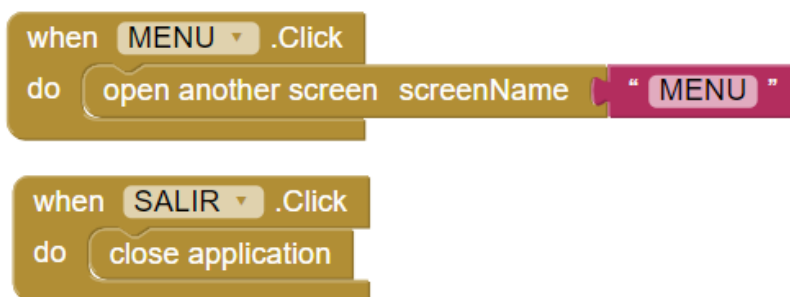 when MENU .Click
do open another screen screenName " MENU "
when SALIR .Click
do close application